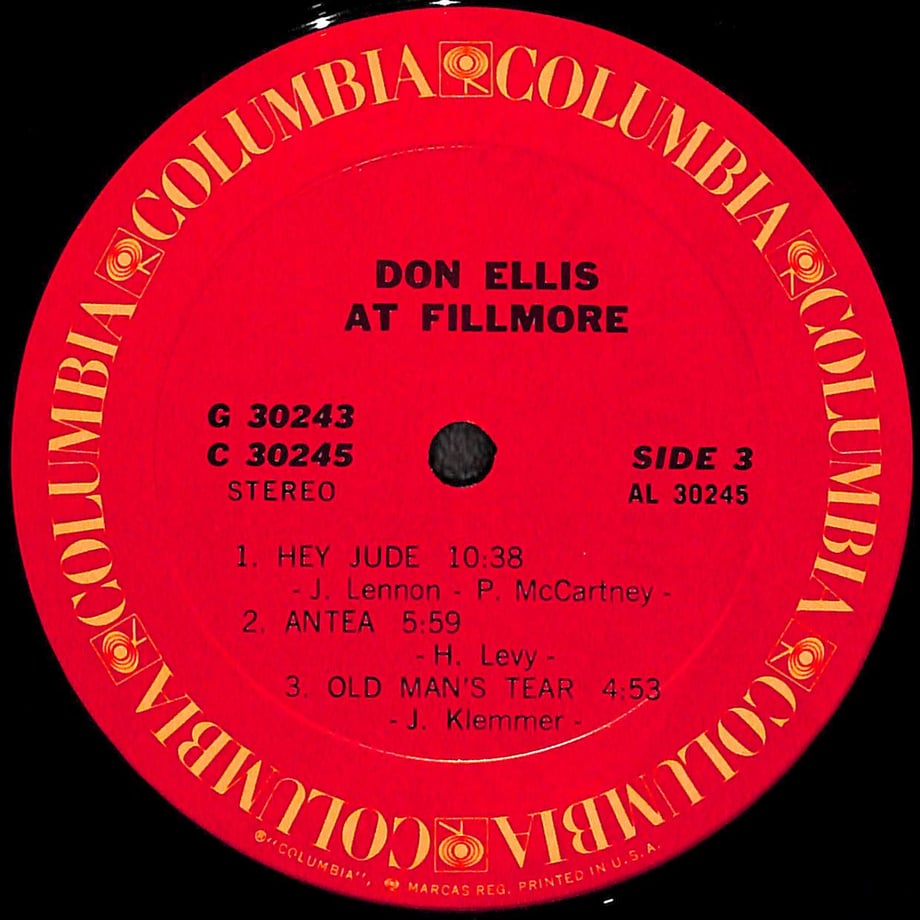 COLUMBIA COLUMBIA COLUMBIA COLUMBIA COLUMBIA COLUMBIA
DON ELLIS
AT FILLMORE
G 30243
C 30245
STEREO
SIDE 3
AL 30245
1. HEY JUDE 10:38
- J. Lennon - P. McCartney -
2. ANTEA 5:59
- H. Levy -
3. OLD MAN'S TEAR 4:53
- J. Klemmer -
®"COLUMBIA", MARCAS REG. PRINTED IN U.S.A.